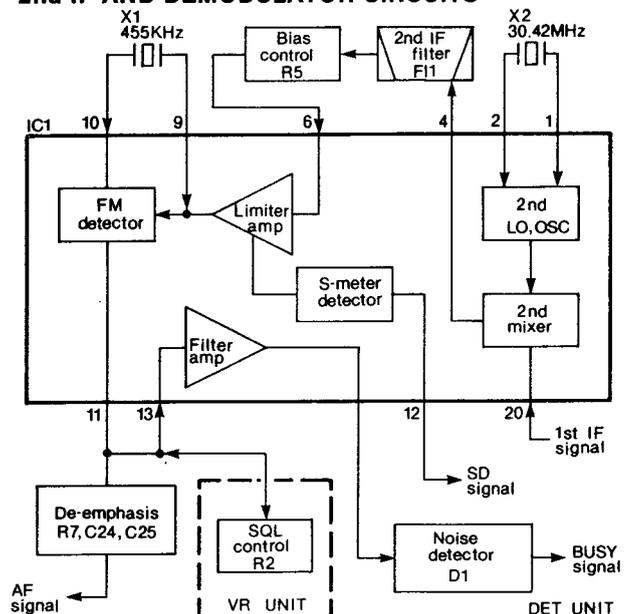 2nd IF AND DEMODULATOR CIRCUITS
X1
455KHz
Bias
control
R5
2nd IF
filter
FI1
X2
30.42MHz
IC1
10
9
6
4
2
1
FM
detector
Limiter
amp
2nd
LO,OSC
S-meter
detector
2nd
mixer
Filter
amp
11
13
12
20
1st IF
signal
SD
signal
De-emphasis
R7,C24,C25
SQL
control
R2
Noise
detector
D1
BUSY
signal
AF
signal
VR UNIT
DET UNIT